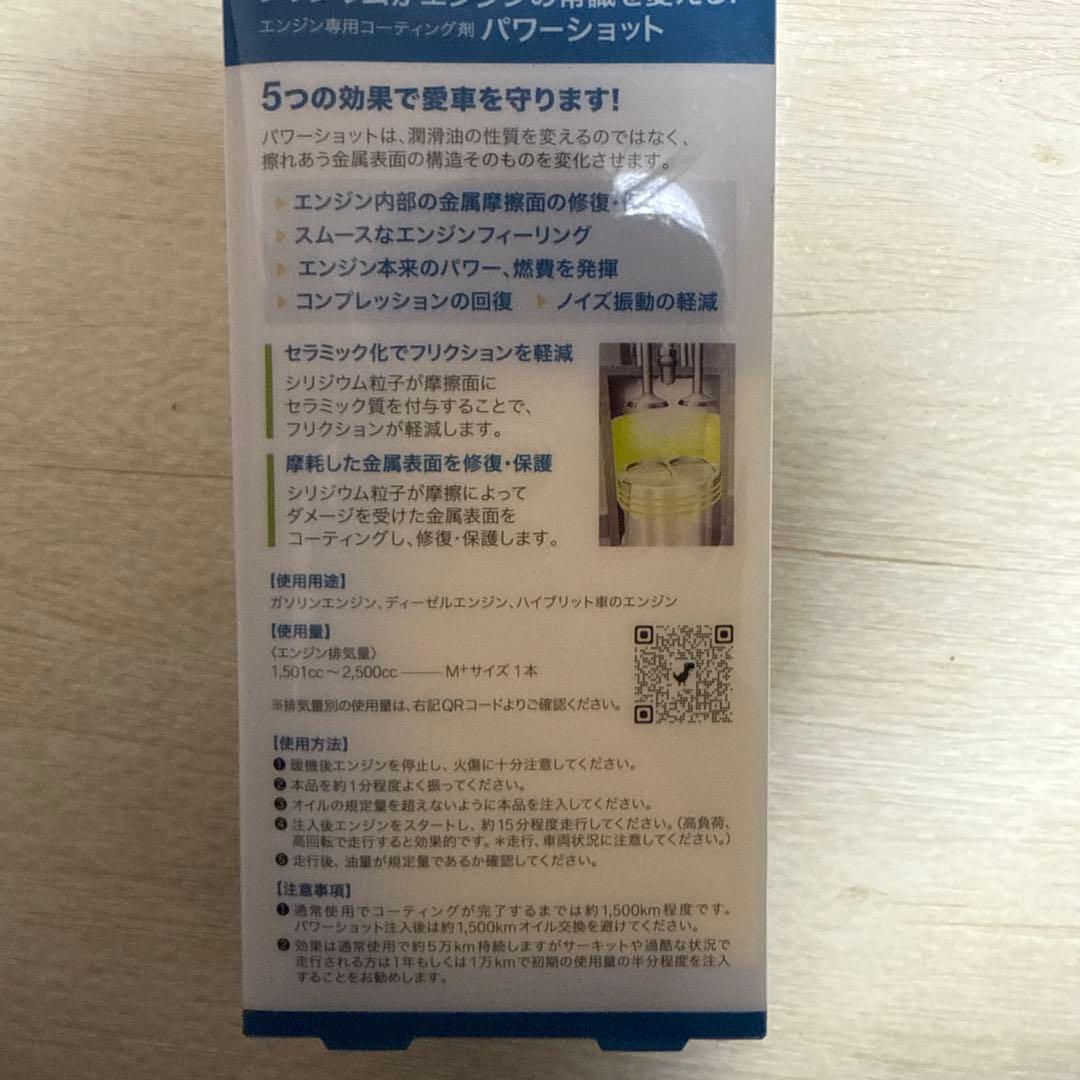 エンジンの常識を変える!
エンジン専用コーティング剤 パワーショット
5つの効果で愛車を守ります!
パワーショットは、潤滑油の性質を変えるのではなく、
擦れあう金属表面の構造そのものを変化させます。
エンジン内部の金属摩擦面の修復・
スムースなエンジンフィーリング
エンジン本来のパワー、燃費を発揮
コンプレッションの回復 ノイズ振動の軽減
セラミック化でフリクションを軽減
シリジウム粒子が摩擦面に
セラミック質を付与することで、
フリクションが軽減します。
摩耗した金属表面を修復・保護
シリジウム粒子が摩擦によって
ダメージを受けた金属表面を
コーティングし、修復・保護します。
【使用用途】
ガソリンエンジン、ディーゼルエンジン、ハイブリット車のエンジン
【使用量】
〈エンジン排気量〉
1,501cc~2,500cc ―― M+サイズ 1本
※排気量別の使用量は、右記QRコードよりご確認ください。
【使用方法】
❶ 暖機後エンジンを停止し、火傷に十分注意してください。
❷ 本品を約1分程度よく振ってください。
❸ オイルの規定量を超えないように本品を注入してください。
❹ 注入後エンジンをスタートし、約15分程度走行してください。(高負荷、
高回転で走行すると効果的です。*走行、車両状況に注意してください。)
❺ 走行後、油量が規定量であるか確認してください。
【注意事項】
❶ 通常使用でコーティングが完了するまでは約1,500km程度です。
パワーショット注入後は約1,500kmオイル交換を避けてください。
❷ 効果は通常使用で約5万km持続しますがサーキットや過酷な状況で
走行される方は1年もしくは1万kmで初期の使用量の半分程度を注入
することをお勧めします。